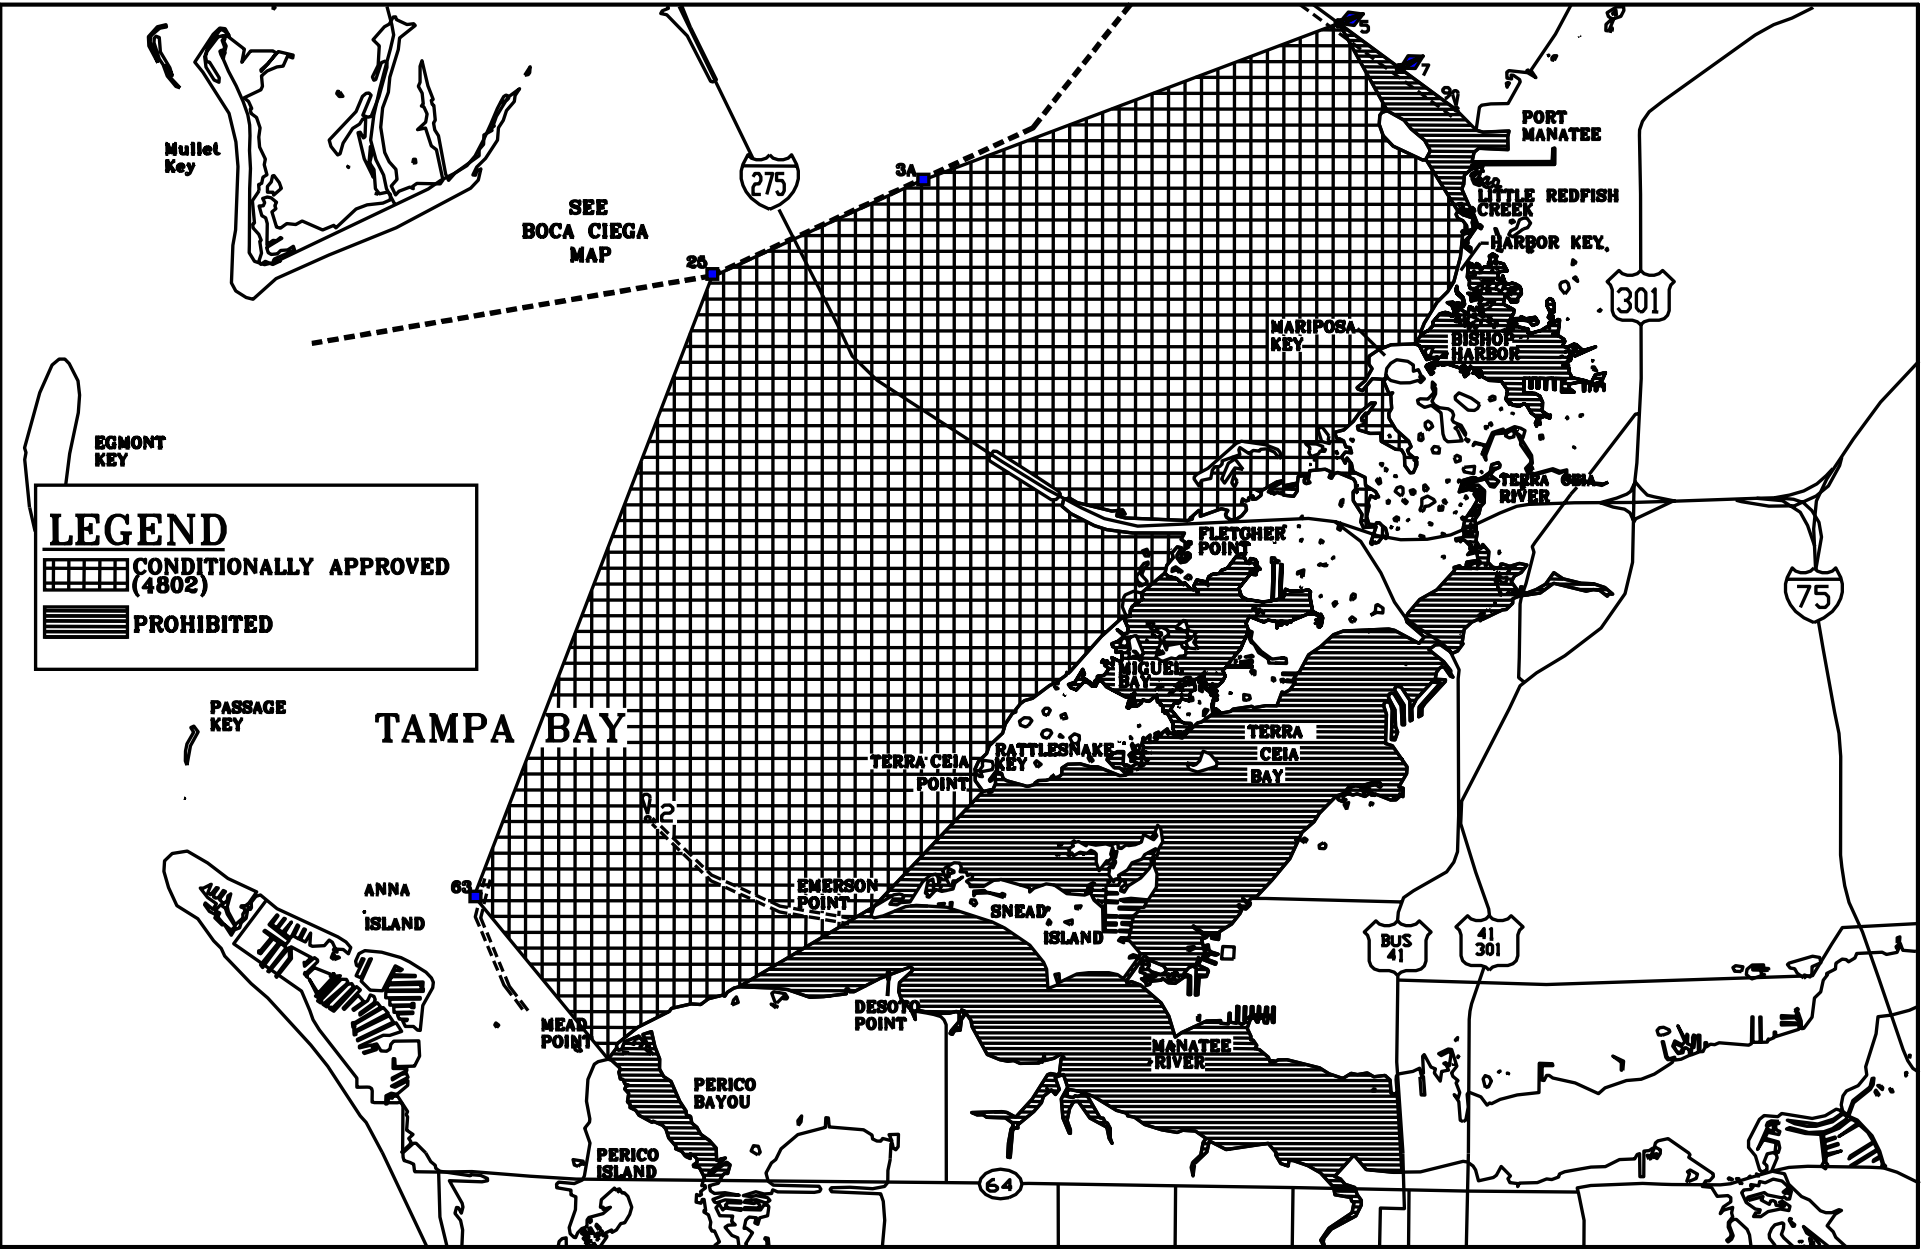 5
7
9
PORT
MANATEE
Mullet
Key
3A
275
LITTLE REDFISH
CREEK
SEE
BOCA CIEGA
MAP
HARBOR KEY
26
301
MARIPOSA
KEY
BISHOP
HARBOR
EGMONT
KEY
TERRA CEIA
RIVER
LEGEND
CONDITIONALLY APPROVED
(4802)
PROHIBITED
FLETCHER
POINT
75
MIGUEL
BAY
PASSAGE
KEY
TAMPA BAY
TERRA
CEIA
BAY
RATTLESNAKE
KEY
TERRA CEIA
POINT
2
63
ANNA
ISLAND
EMERSON
POINT
SNEAD
ISLAND
BUS
41
41
301
DESOTO
POINT
MEAD
POINT
MANATEE
RIVER
PERICO
BAYOU
PERICO
ISLAND
64